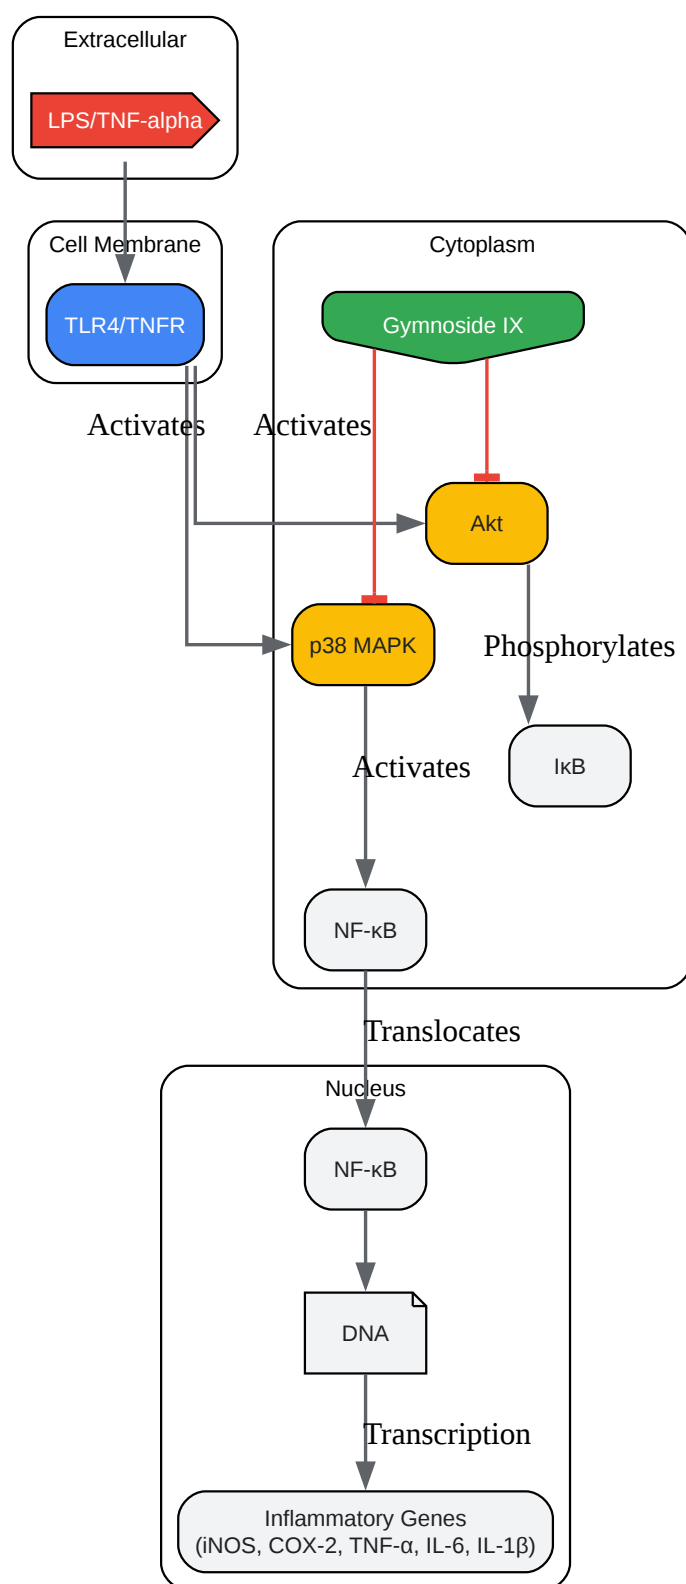 Extracellular
LPS/TNF-alpha
Cell Membrane
Cytoplasm
TLR4/TNFR
Gymnoside IX
Activates
Activates
Akt
p38 MAPK
Phosphorylates
Activates
IκB
NF-κB
Translocates
Nucleus
NF-κB
DNA
Transcription
Inflammatory Genes
(iNOS, COX-2, TNF-α, IL-6, IL-1β)